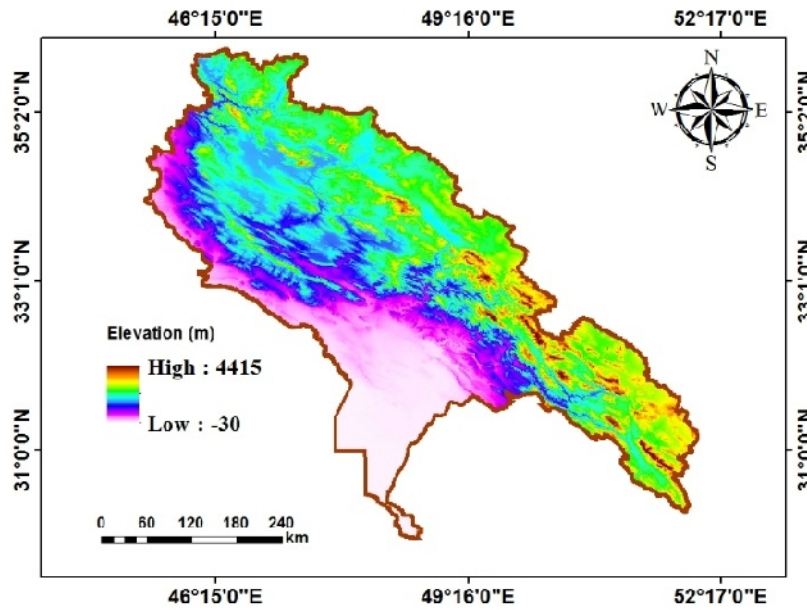 46°15'0"E 49°16'0"E 52°17'0"E
N
W E
S
35°2'0"N
35°2'0"N
33°1'0"N
33°1'0"N
Elevation (m)
High : 4415
Low : -30
31°0'0"N
31°0'0"N
0 30 60 120 180 240
km
46°15'0"E 49°16'0"E 52°17'0"E